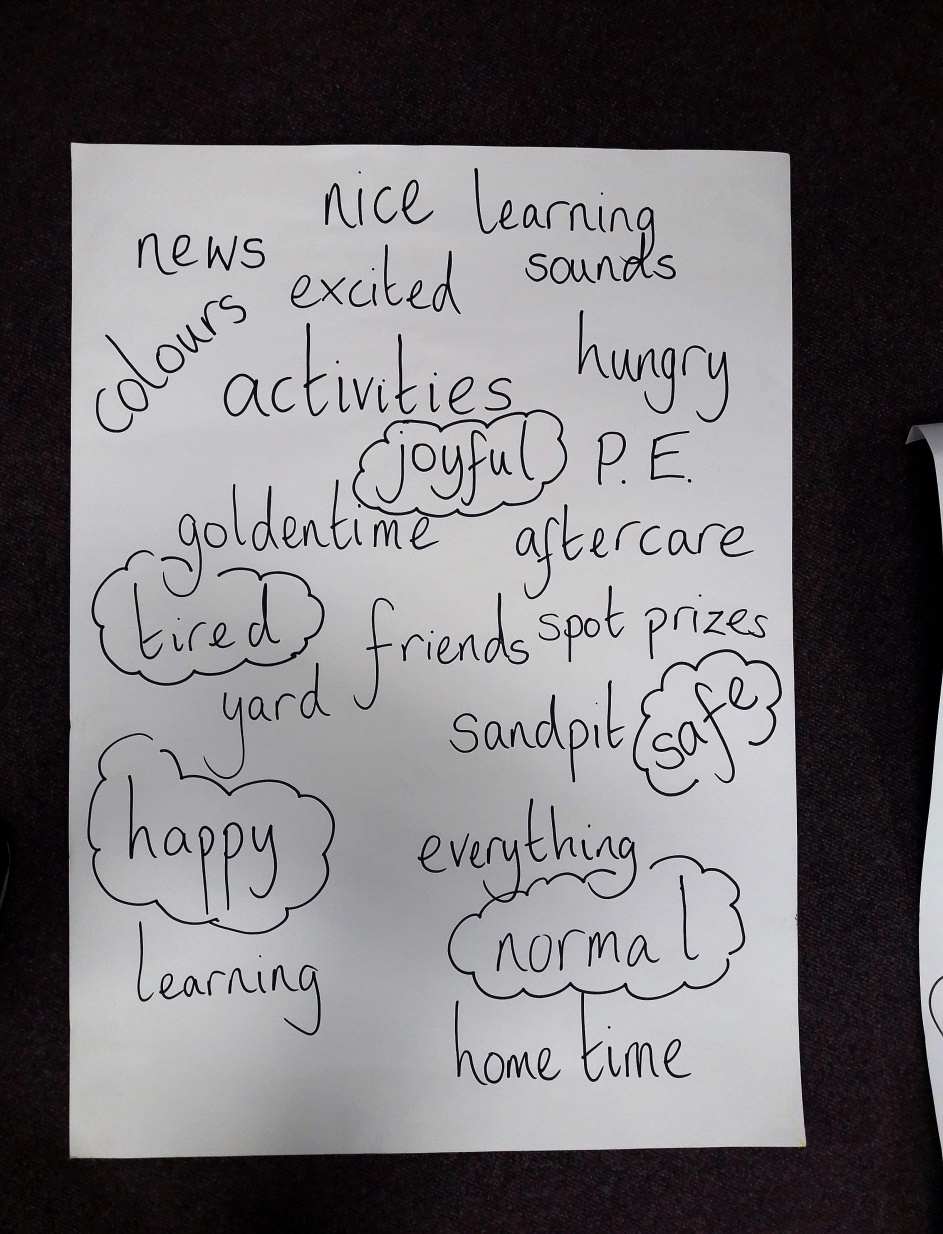 nice learning
news
excited sounds
colours
activities hungry
joyful P.E.
goldentime aftercare
tired friends spot prizes
yard sandpit safe
happy everything
normal
learning
home time